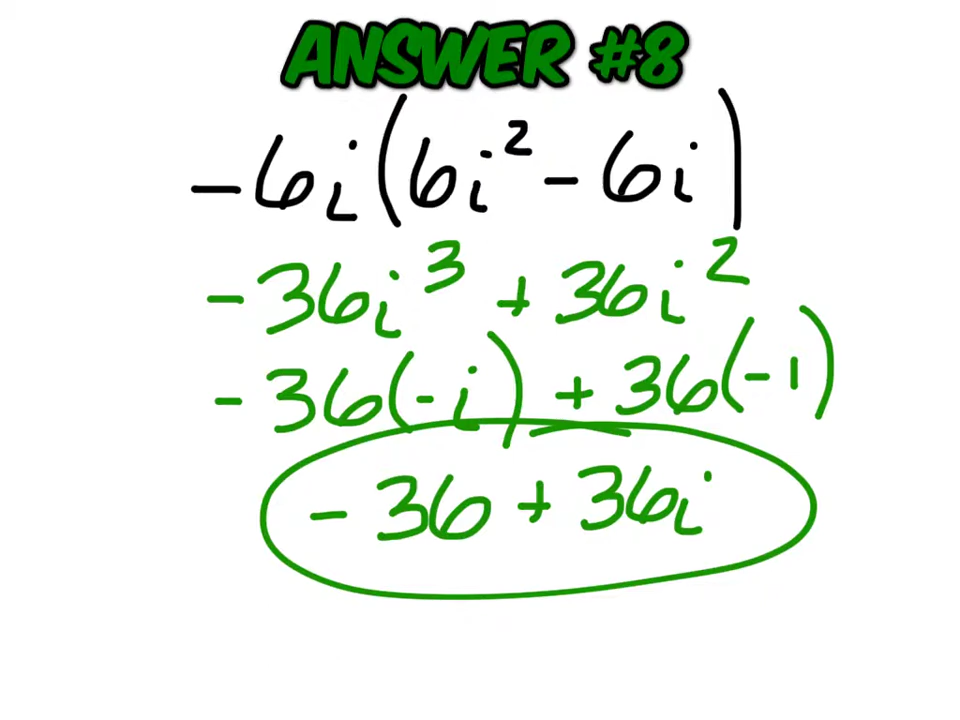 ANSWER #8
-6i(6i² - 6i)
-36i³ + 36i²
-36(-i) + 36(-1)
-36 + 36i